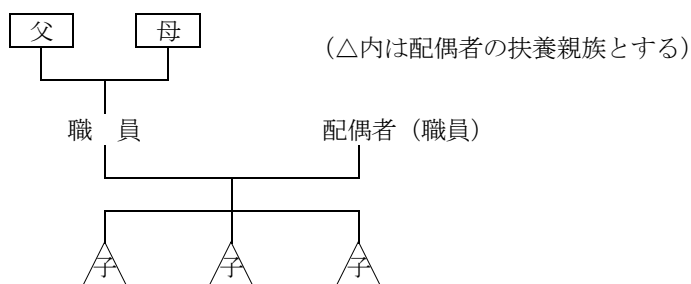 父 母
(△内は配偶者の扶養親族とする)
職 員 配偶者(職員)
子 子 子